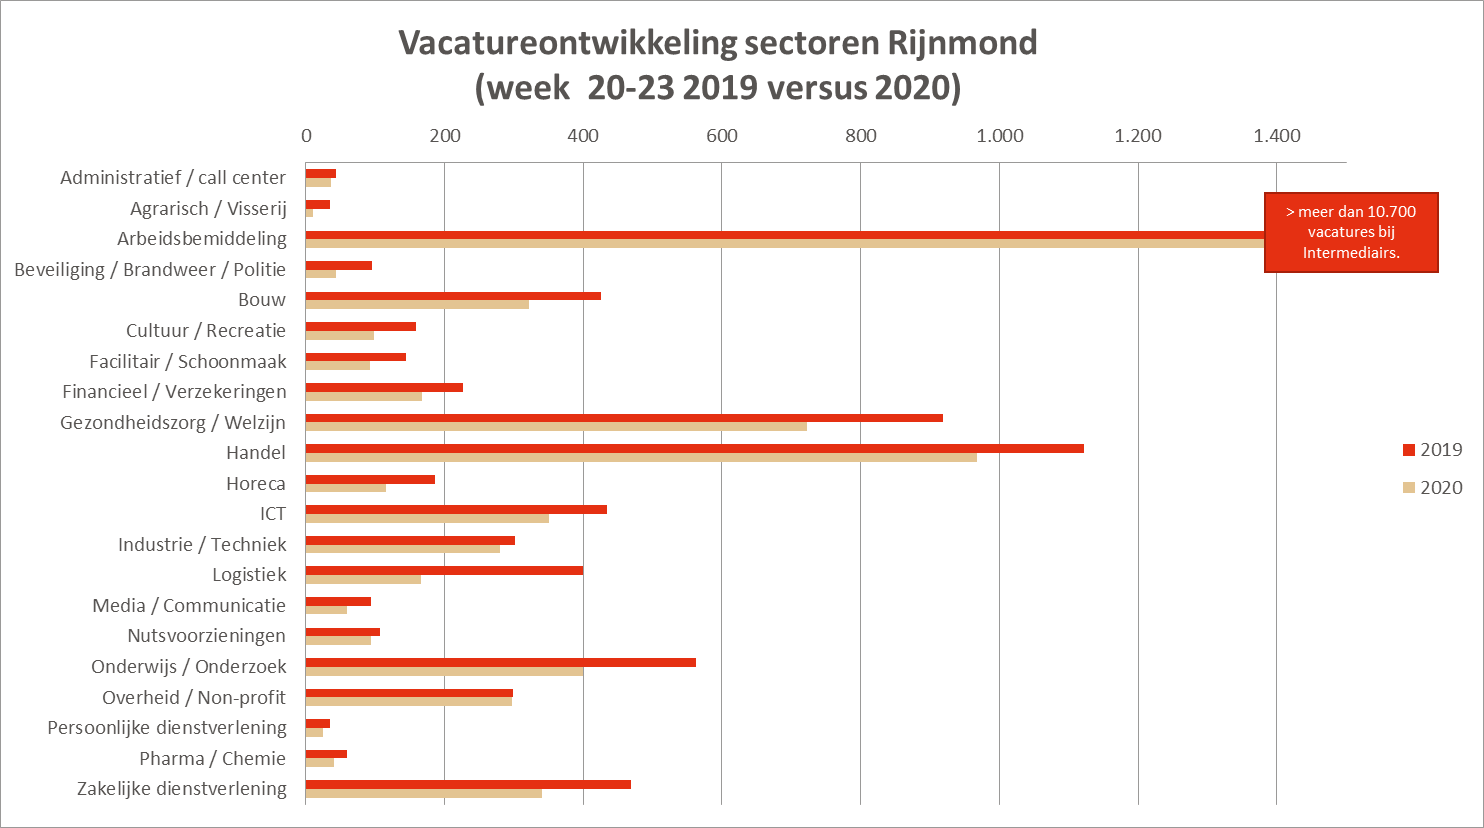 Vacatureontwikkeling sectoren Rijnmond
(week  20-23 2019 versus 2020)
0 200 400 600 800 1.000 1.200 1.400
Administratief / call center
Agrarisch / Visserij
Arbeidsbemiddeling
> meer dan 10.700
vacatures bij
Intermediairs.
Beveiliging / Brandweer / Politie
Bouw
Cultuur / Recreatie
Facilitair / Schoonmaak
Financieel / Verzekeringen
Gezondheidszorg / Welzijn
Handel
Horeca
ICT
Industrie / Techniek
Logistiek
Media / Communicatie
Nutsvoorzieningen
Onderwijs / Onderzoek
Overheid / Non-profit
Persoonlijke dienstverlening
Pharma / Chemie
Zakelijke dienstverlening
2019
2020